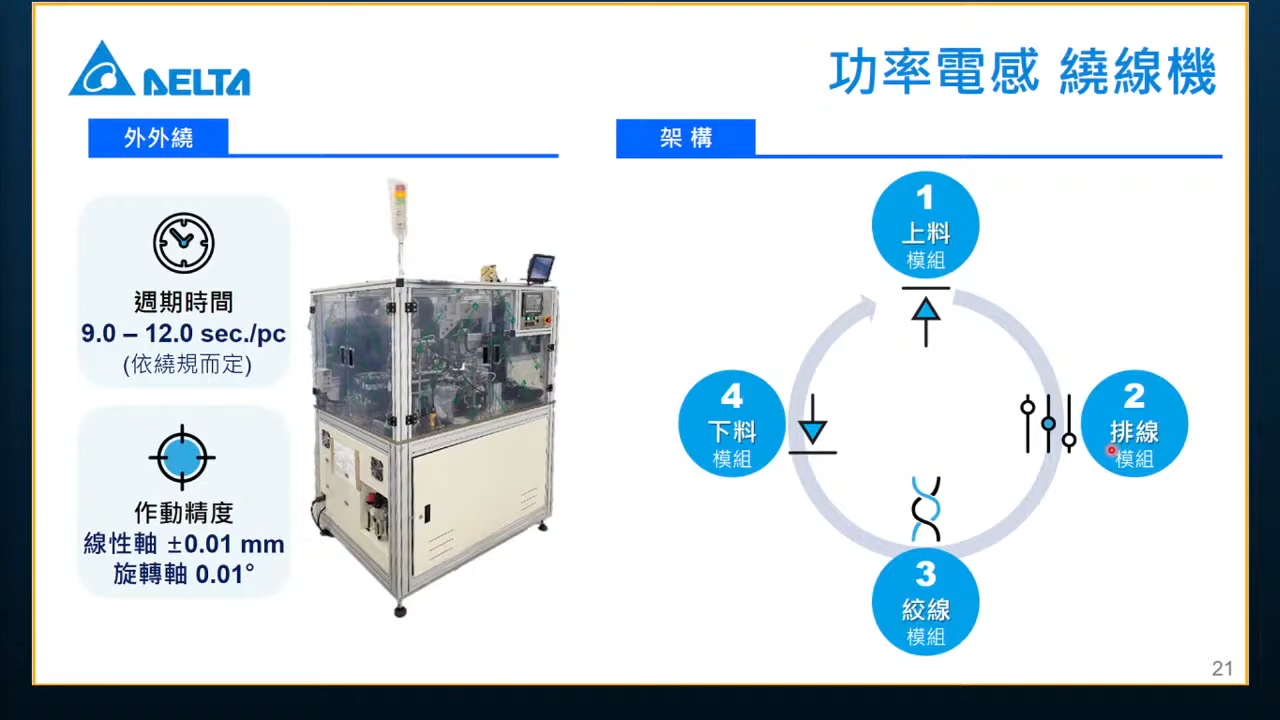 DELTA
功率電感 繞線機
外外繞
架 構
週期時間
9.0 – 12.0 sec./pc
(依繞規而定)
作動精度
線性軸 ±0.01 mm
旋轉軸 0.01°
1
上料
模組
2
排線
模組
3
絞線
模組
4
下料
模組
21